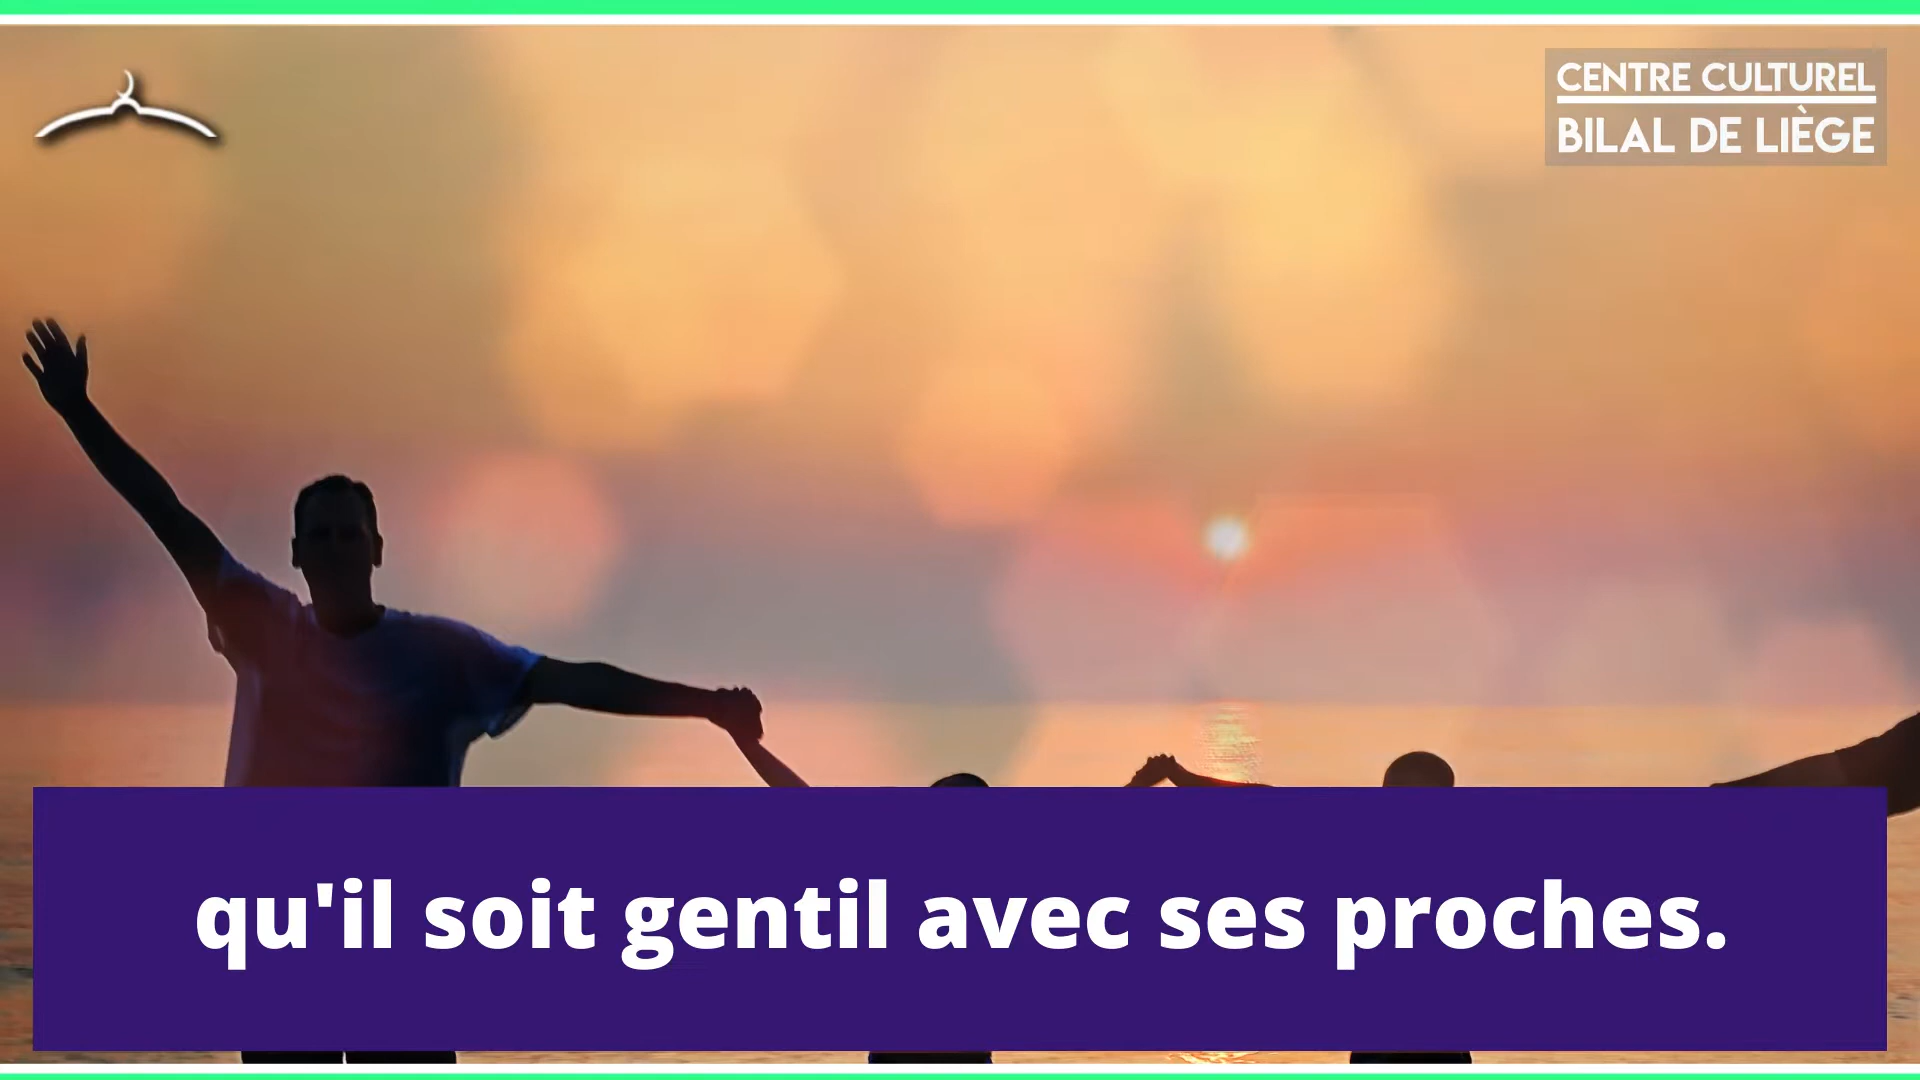 CENTRE CULTUREL
BILAL DE LIÈGE
qu'il soit gentil avec ses proches.